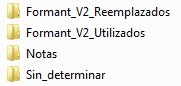 Formant_V2_Reemplazados
Formant_V2_Utilizados
Notas
Sin_determinar